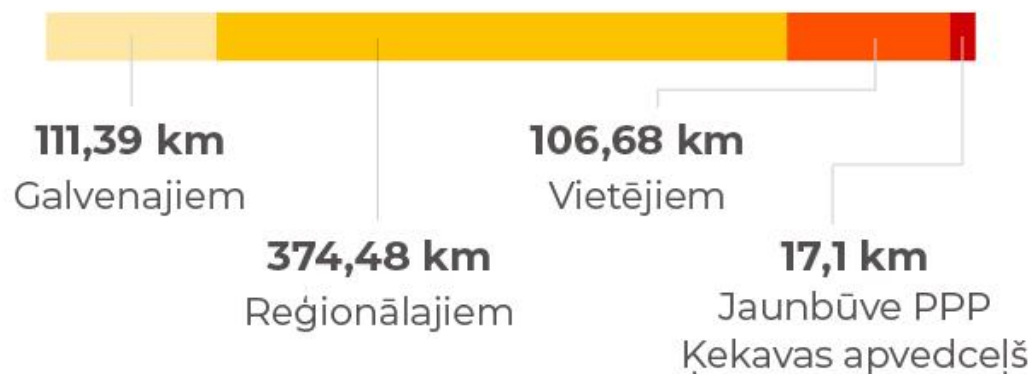 111,39 km
Galvenajiem
374,48 km
Reģionālajiem
106,68 km
Vietējiem
17,1 km
Jaunbūve PPP
Ķekavas apvedceļš